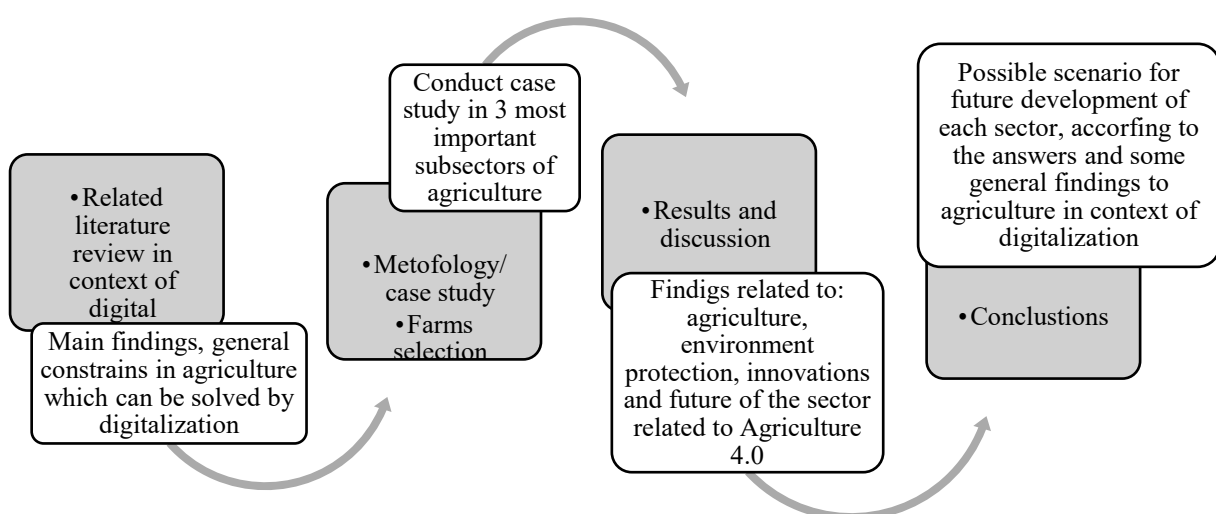 •Related
literature
review in
context of
digital
Main findings, general
constrains in agriculture
which can be solved by
digitalization
Conduct case
study in 3 most
important
subsectors of
agriculture
•Metofology/
case study
•Farms
selection
•Results and
discussion
Findigs related to:
agriculture,
environment
protection, innovations
and future of the sector
related to Agriculture
4.0
Possible scenario for
future development of
each sector, accorfing to
the answers and some
general findings to
agriculture in context of
digitalization
•Conclustions